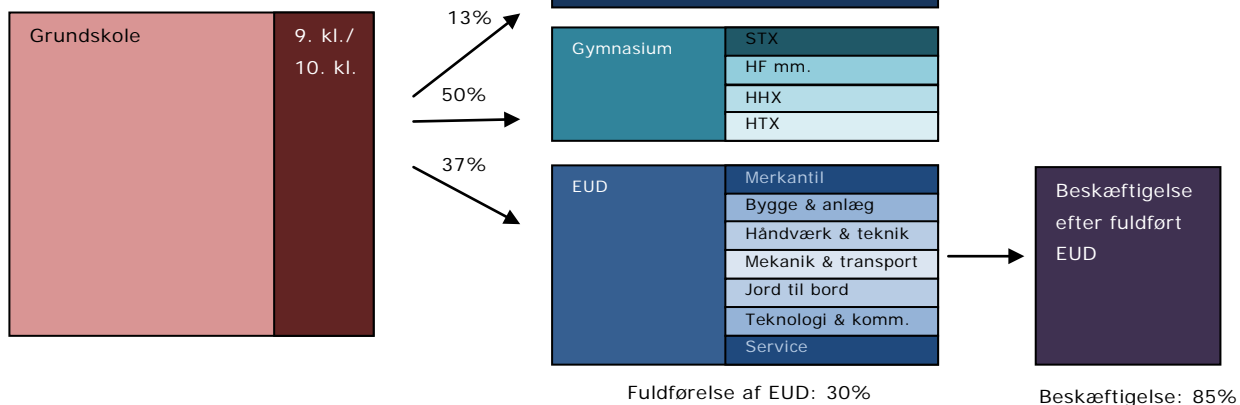 Grundskole
9. kl./
10. kl.
13%
50%
37%
Gymnasium
STX
HF mm.
HHX
HTX
EUD
Merkantil
Bygge & anlæg
Håndværk & teknik
Mekanik & transport
Jord til bord
Teknologi & komm.
Service
Beskæftigelse
efter fuldført
EUD
Fuldførelse af EUD: 30%
Beskæftigelse: 85%